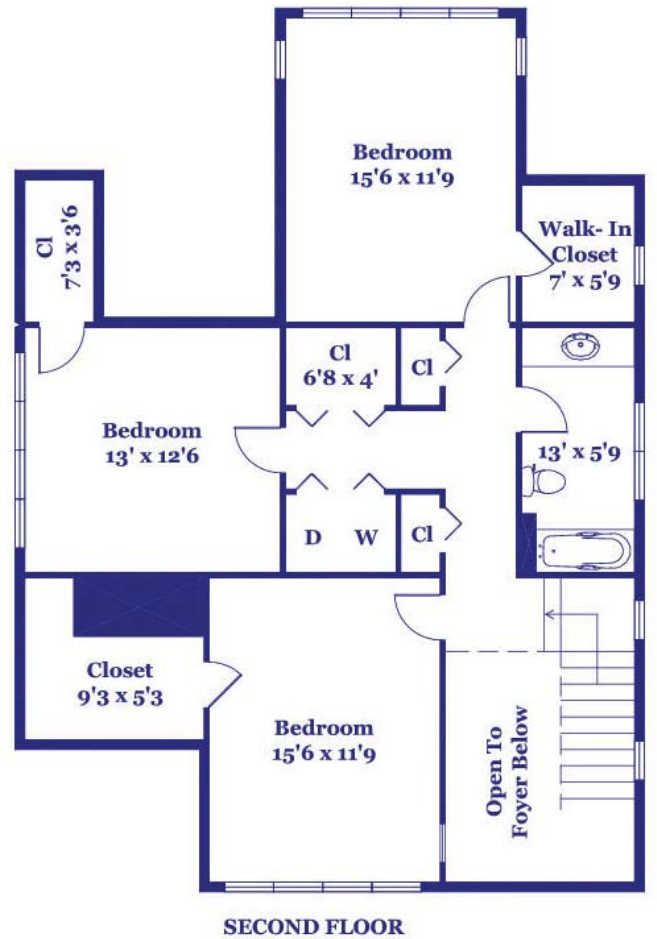 Bedroom
15'6 x 11'9
Walk- In
Closet
7' x 5'9
Cl
7'3 x 3'6
Cl
6'8 x 4'
Cl
Bedroom
13' x 12'6
13' x 5'9
D
W
Cl
Closet
9'3 x 5'3
Bedroom
15'6 x 11'9
Open To
Foyer Below
SECOND FLOOR